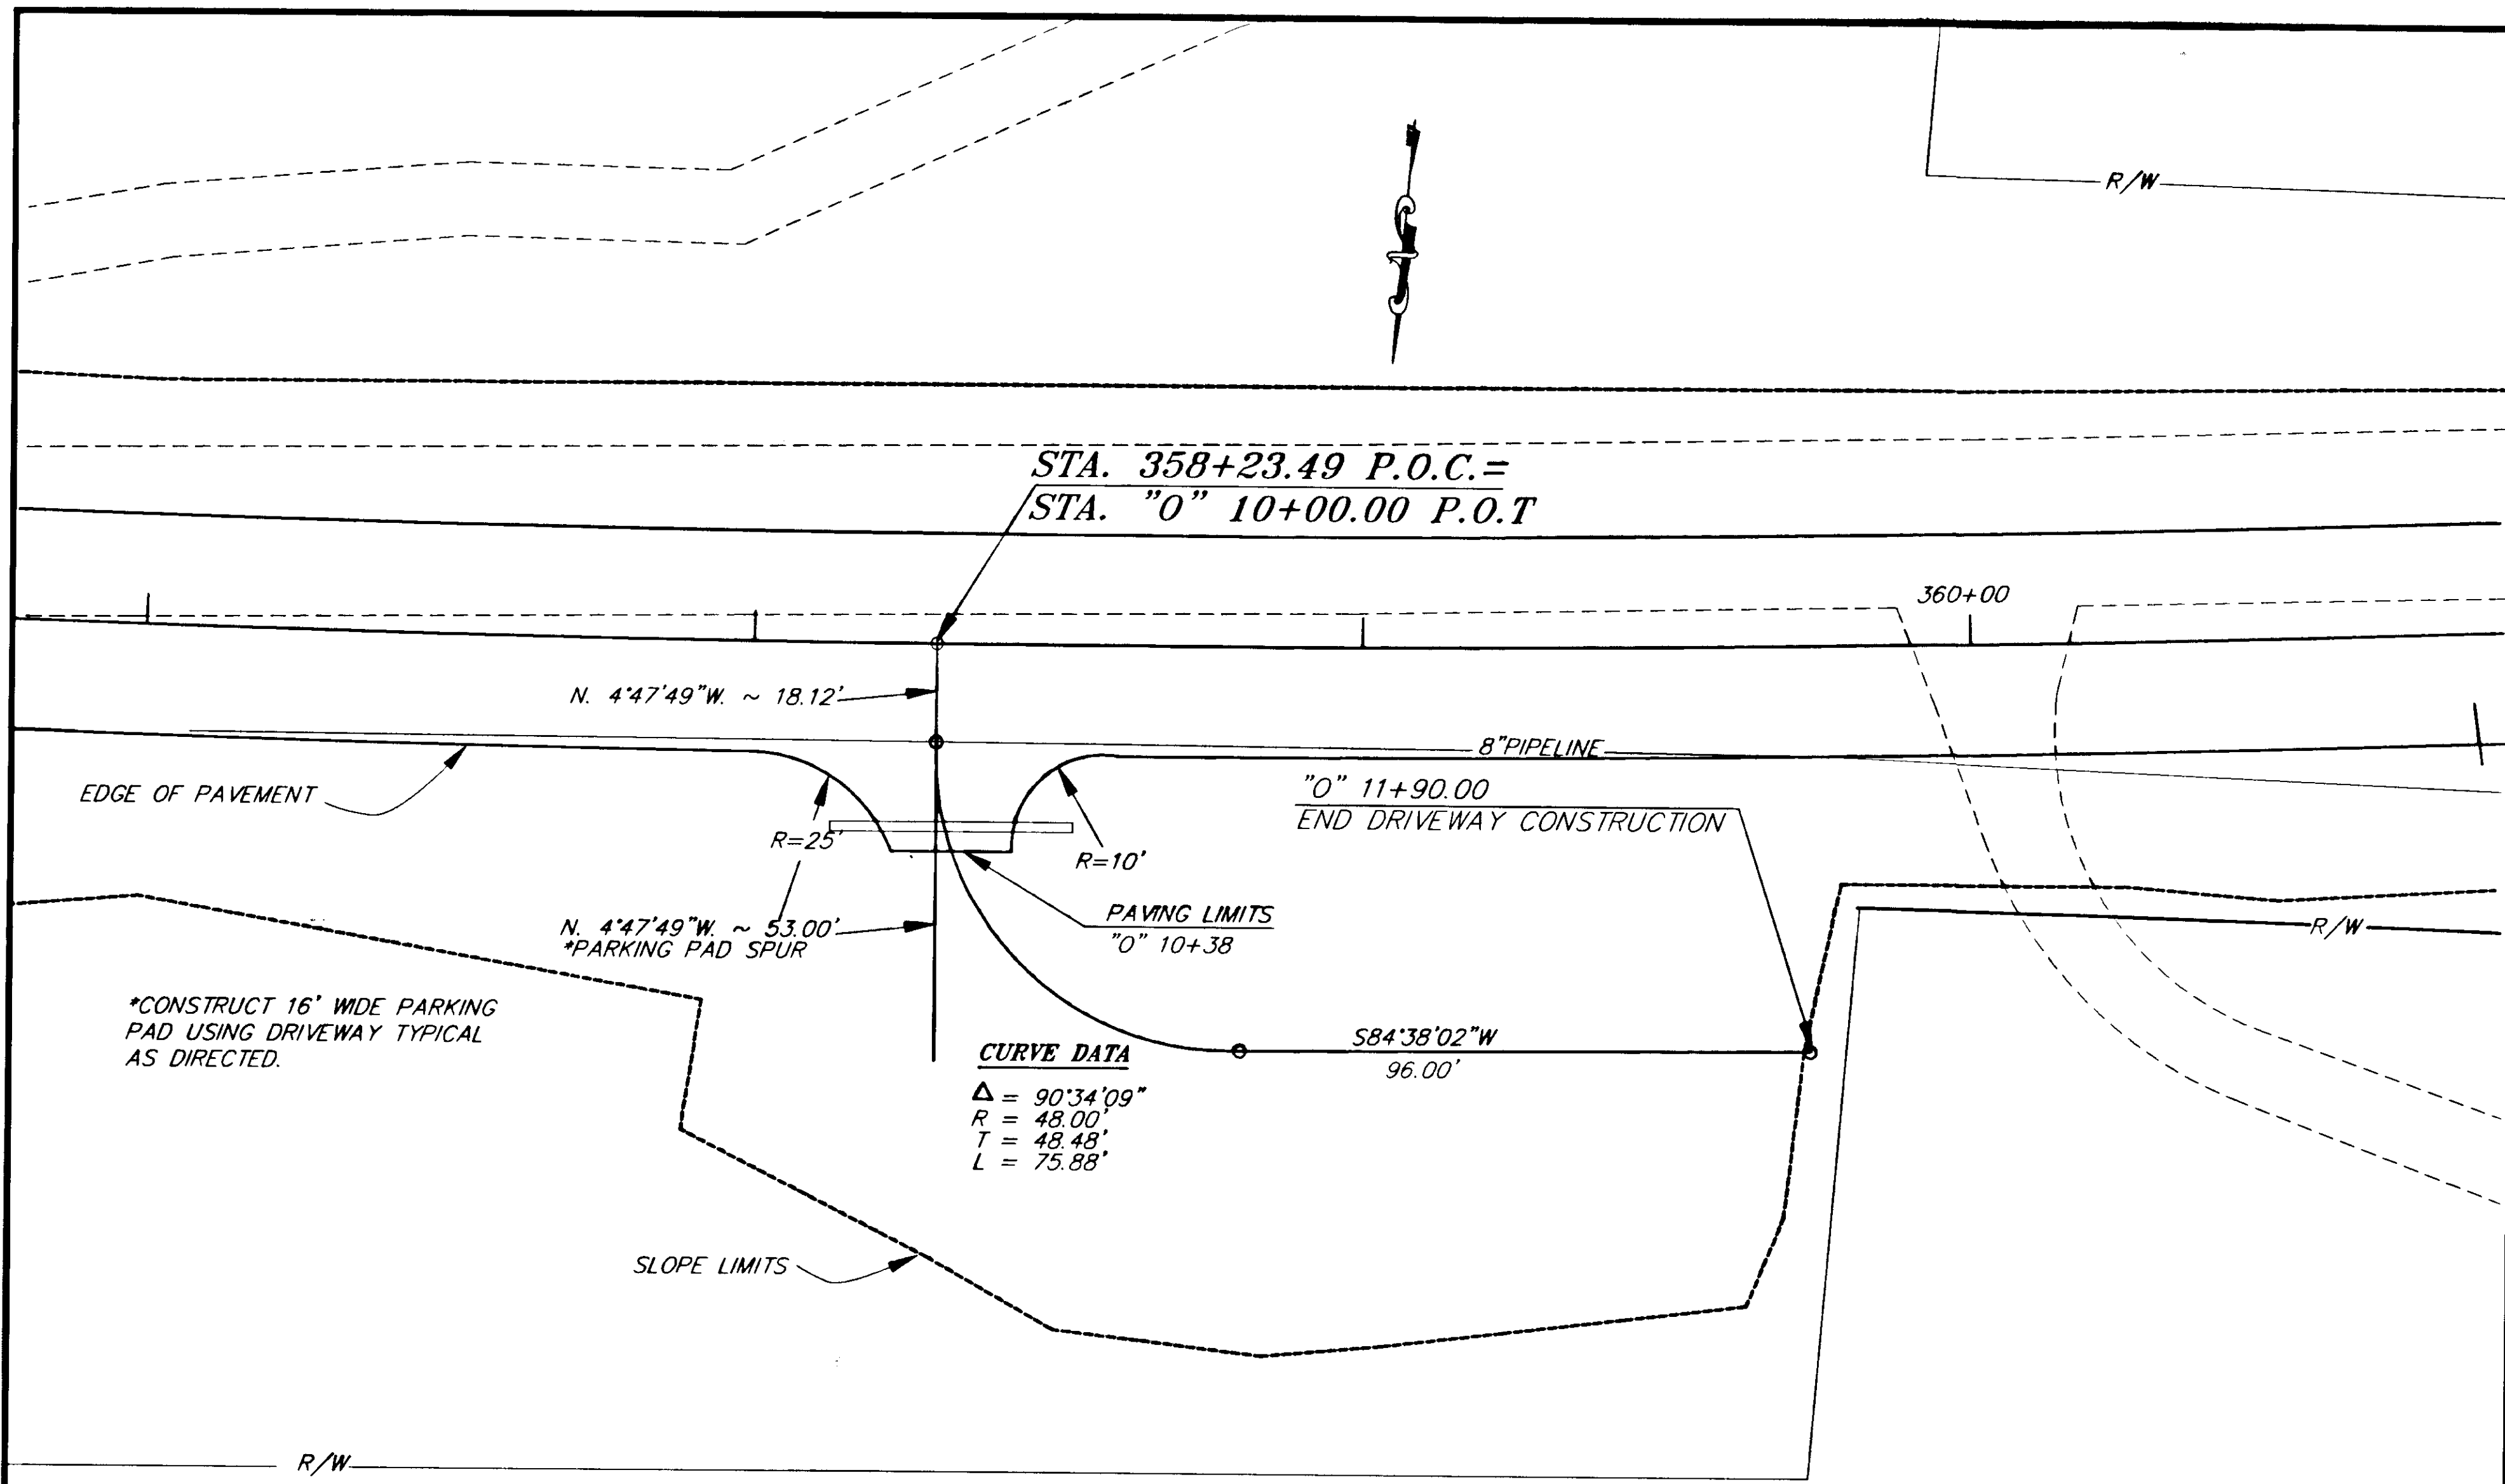 R/W
STA. 358+23.49 P.O.C.=
STA. "O" 10+00.00 P.O.T
360+00
N. 4°47'49"W. ~ 18.12'
8"PIPELINE
EDGE OF PAVEMENT
"O" 11+90.00
END DRIVEWAY CONSTRUCTION
R=25'
R=10'
PAVING LIMITS
"O" 10+38
N. 4°47'49"W. ~ 53.00'
*PARKING PAD SPUR
R/W
*CONSTRUCT 16' WIDE PARKING
PAD USING DRIVEWAY TYPICAL
AS DIRECTED.
S84°38'02"W
96.00'
CURVE DATA
Δ = 90°34'09"
R = 48.00'
T = 48.48'
L = 75.88'
SLOPE LIMITS
R/W